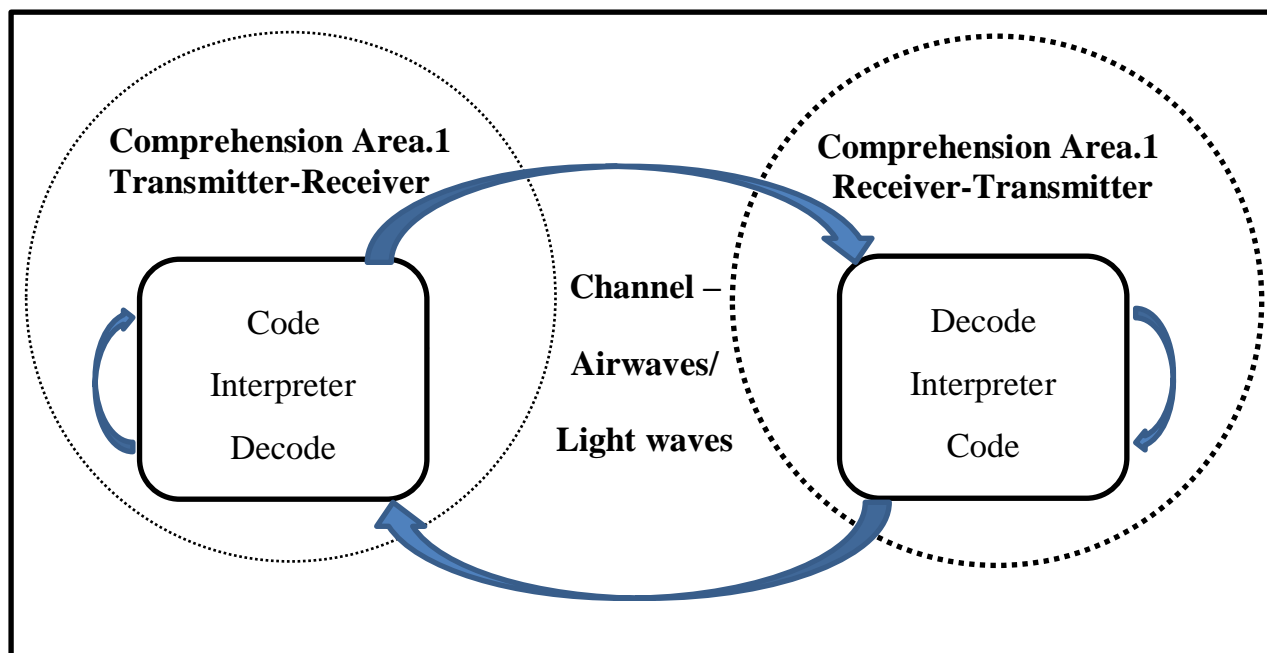 Comprehension Area.1
Transmitter-Receiver
Code
Interpreter
Decode
Channel –
Airwaves/
Light waves
Comprehension Area.1
Receiver-Transmitter
Decode
Interpreter
Code